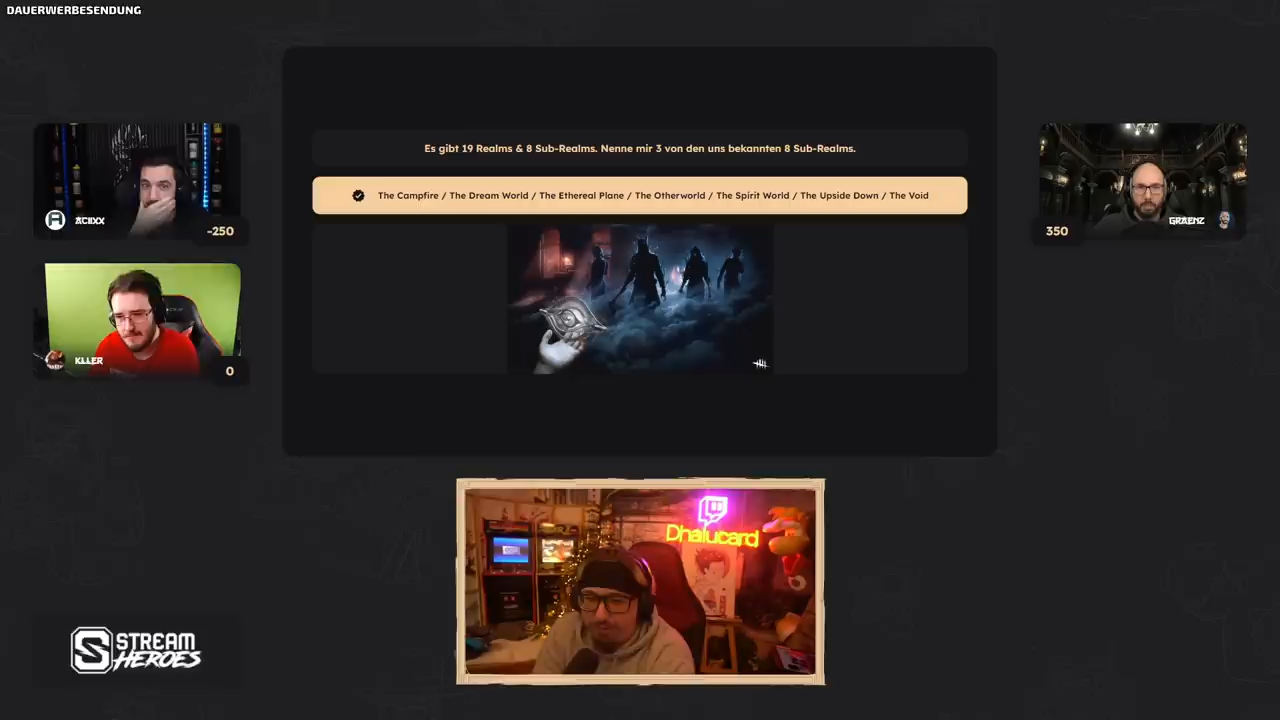 DAUERWERBESENDUNG
Es gibt 19 Realms & 8 Sub-Realms. Nenne mir 3 von den uns bekannten 8 Sub-Realms.
The Campfire / The Dream World / The Ethereal Plane / The Otherworld / The Spirit World / The Upside Down / The Void
ACIIXX
-250
GRAENZ
350
KLLER
0
Dhalucard
STREAM
HEROES